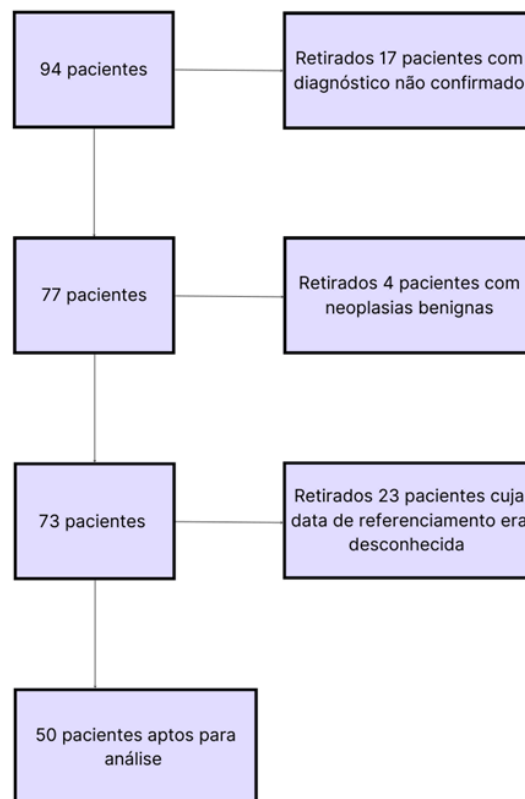 94 pacientes
Retirados 17 pacientes com
diagnóstico não confirmado
77 pacientes
Retirados 4 pacientes com
neoplasias benignas
73 pacientes
Retirados 23 pacientes cuja
data de referenciamento era
desconhecida
50 pacientes aptos para
análise